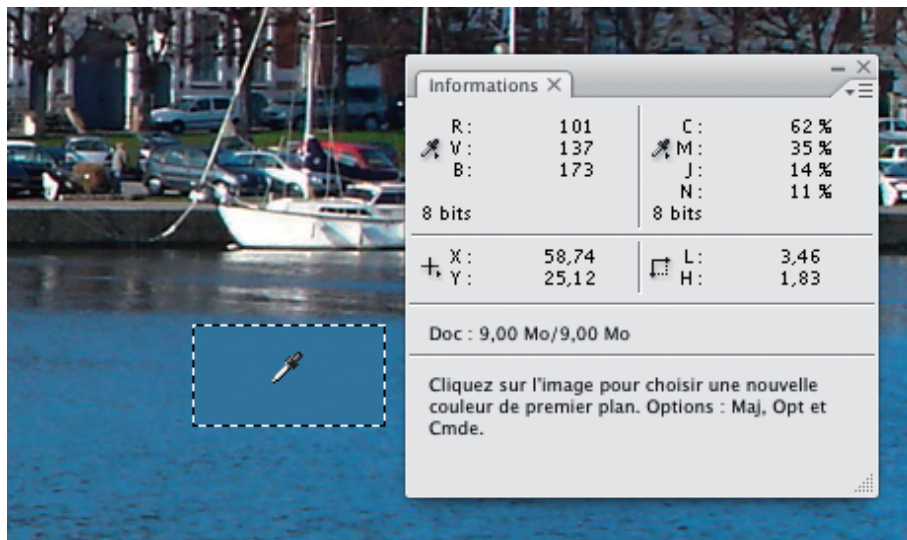 Informations
R : 101
V : 137
B : 173
8 bits
C : 62 %
M : 35 %
J : 14 %
N : 11 %
8 bits
X : 58,74
Y : 25,12
L : 3,46
H : 1,83
Doc : 9,00 Mo/9,00 Mo
Cliquez sur l'image pour choisir une nouvelle
couleur de premier plan. Options : Maj, Opt et
Cmde.